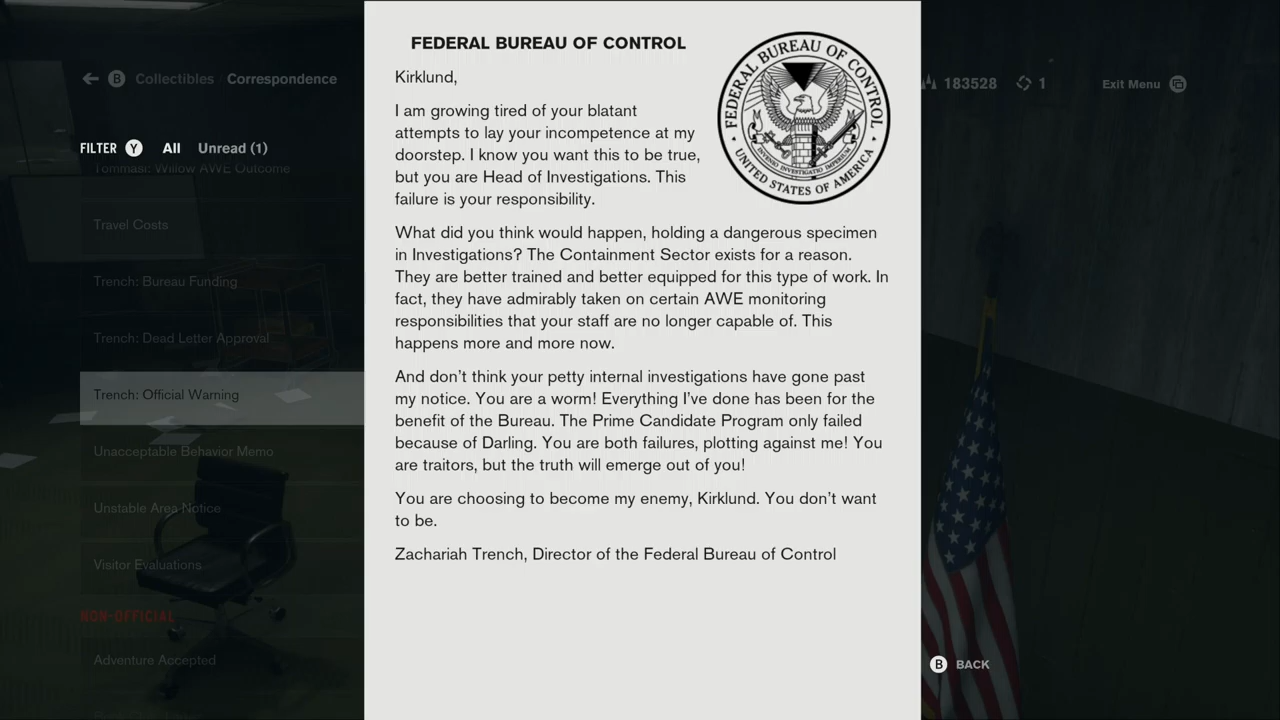 FEDERAL BUREAU OF CONTROL
FEDERAL BUREAU OF CONTROL
UNITED STATES OF AMERICA
INVENIO INVESTIGATIO IMPERIUM
Kirklund,
I am growing tired of your blatant
attempts to lay your incompetence at my
doorstep. I know you want this to be true,
but you are Head of Investigations. This
failure is your responsibility.
What did you think would happen, holding a dangerous specimen
in Investigations? The Containment Sector exists for a reason.
They are better trained and better equipped for this type of work. In
fact, they have admirably taken on certain AWE monitoring
responsibilities that your staff are no longer capable of. This
happens more and more now.
And don't think your petty internal investigations have gone past
my notice. You are a worm! Everything I've done has been for the
benefit of the Bureau. The Prime Candidate Program only failed
because of Darling. You are both failures, plotting against me! You
are traitors, but the truth will emerge out of you!
You are choosing to become my enemy, Kirklund. You don't want
to be.
Zachariah Trench, Director of the Federal Bureau of Control
B Collectibles Correspondence
183528 1 Exit Menu
FILTER Y All Unread (1)
Tommasi: Willow AWE Outcome
Travel Costs
Trench: Bureau Funding
Trench: Dead Letter Approval
Trench: Official Warning
Unacceptable Behavior Memo
Unstable Area Notice
Visitor Evaluations
NON-OFFICIAL
Adventure Accepted
B BACK